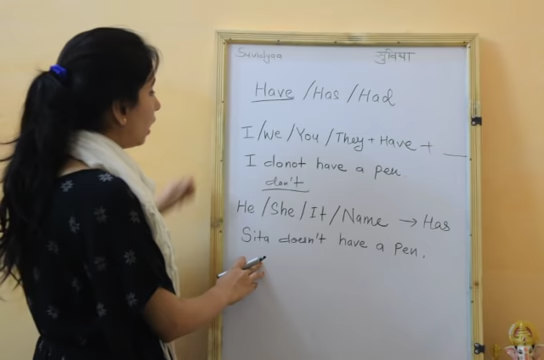 सुविधा
Have / Has / Had
I / We / You / They + Have + __
I donot have a pen
don't
He / She / It / Name → Has
Sita doesn't have a pen.